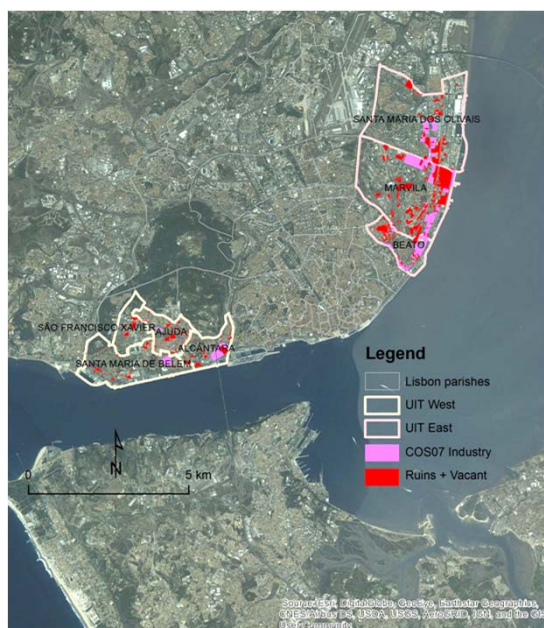 SANTA MARIA DOS OLIVAIS
MARVILA
BEATO
SÃO FRANCISCO XAVIER
AJUDA
ALCÂNTARA
SANTA MARIA DE BELÉM
Legend
Lisbon parishes
UIT West
UIT East
COS07 Industry
Ruins + Vacant
N
0 5 km
Source: Esri, DigitalGlobe, GeoEye, Earthstar Geographics,
CNES/Airbus DS, USDA, USGS, AeroGRID, IGN, and the GIS
User Community